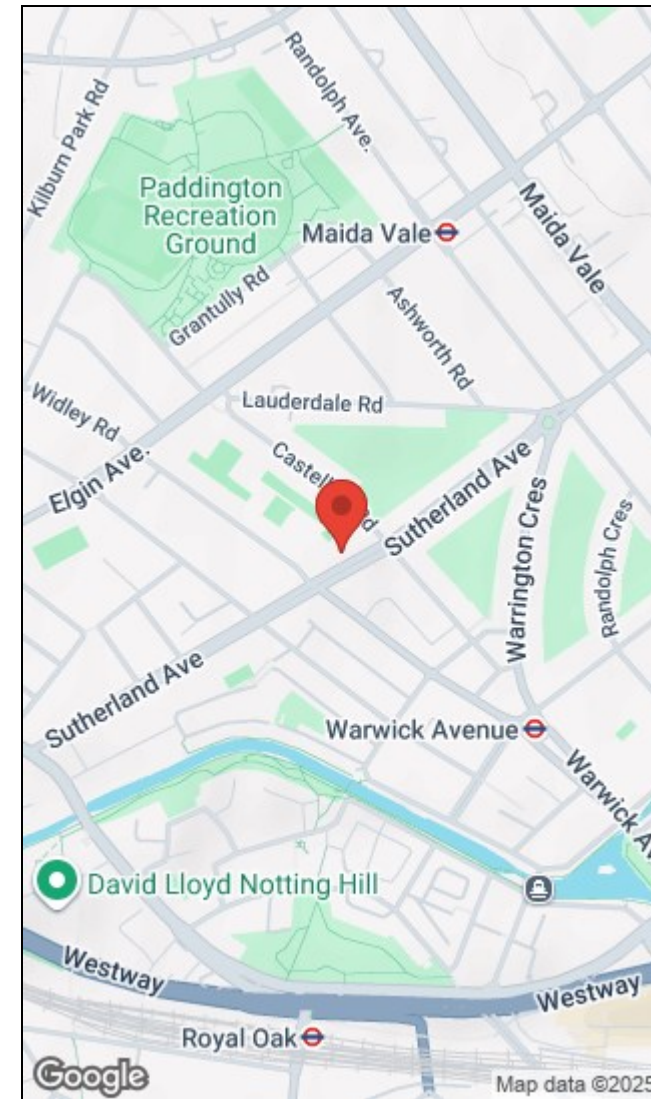 Randolph Ave.
Kilburn Park Rd
Paddington
Recreation
Ground
Maida Vale
Maida Vale
Grantully Rd
Ashworth Rd
Lauderdale Rd
Widley Rd
Elgin Ave.
Sutherland Ave
Warrington Cres
Randolph Cres
Sutherland Ave
Warwick Avenue
Warwick Av
David Lloyd Notting Hill
Westway
Westway
Royal Oak
Google
Map data ©2025